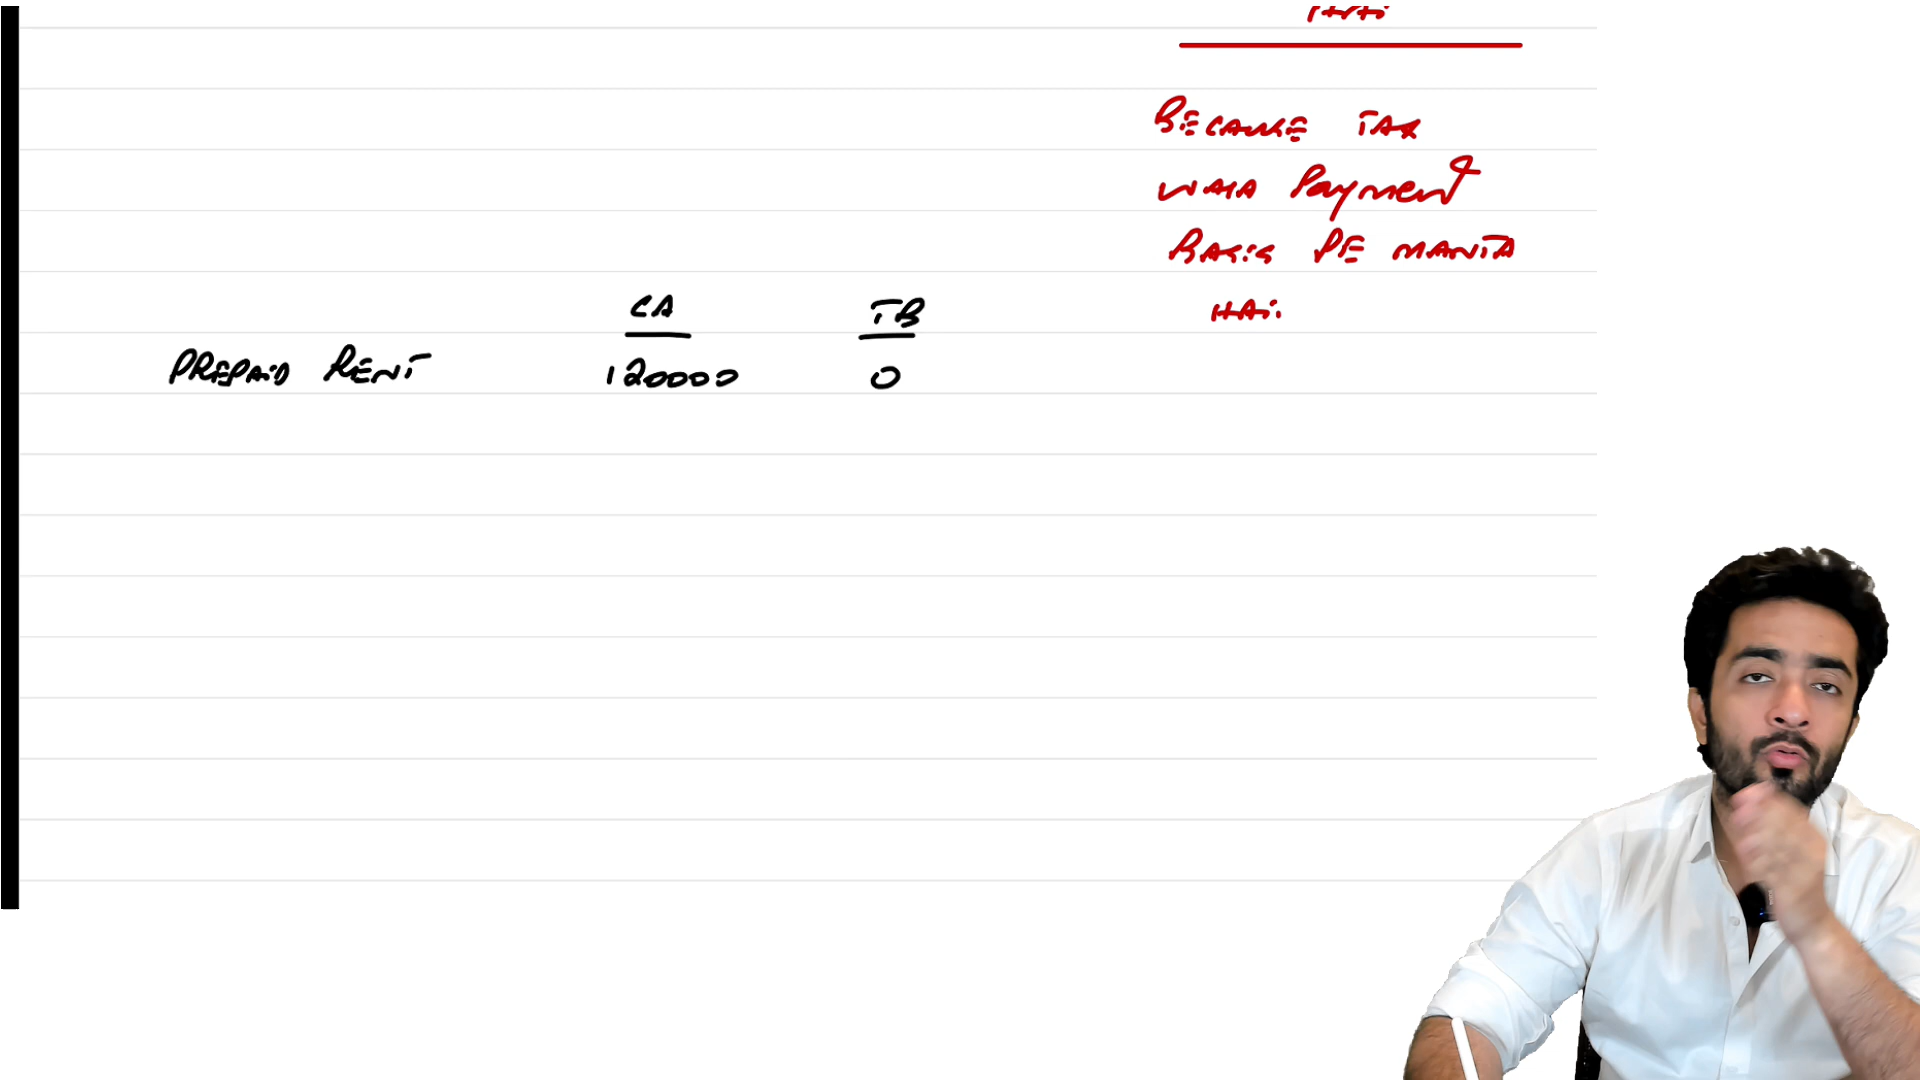 BECAUSE TAX
WALA Payment
BASIS PE MANTA
HAI.
CA TB
PREPAID RENT 120000 0